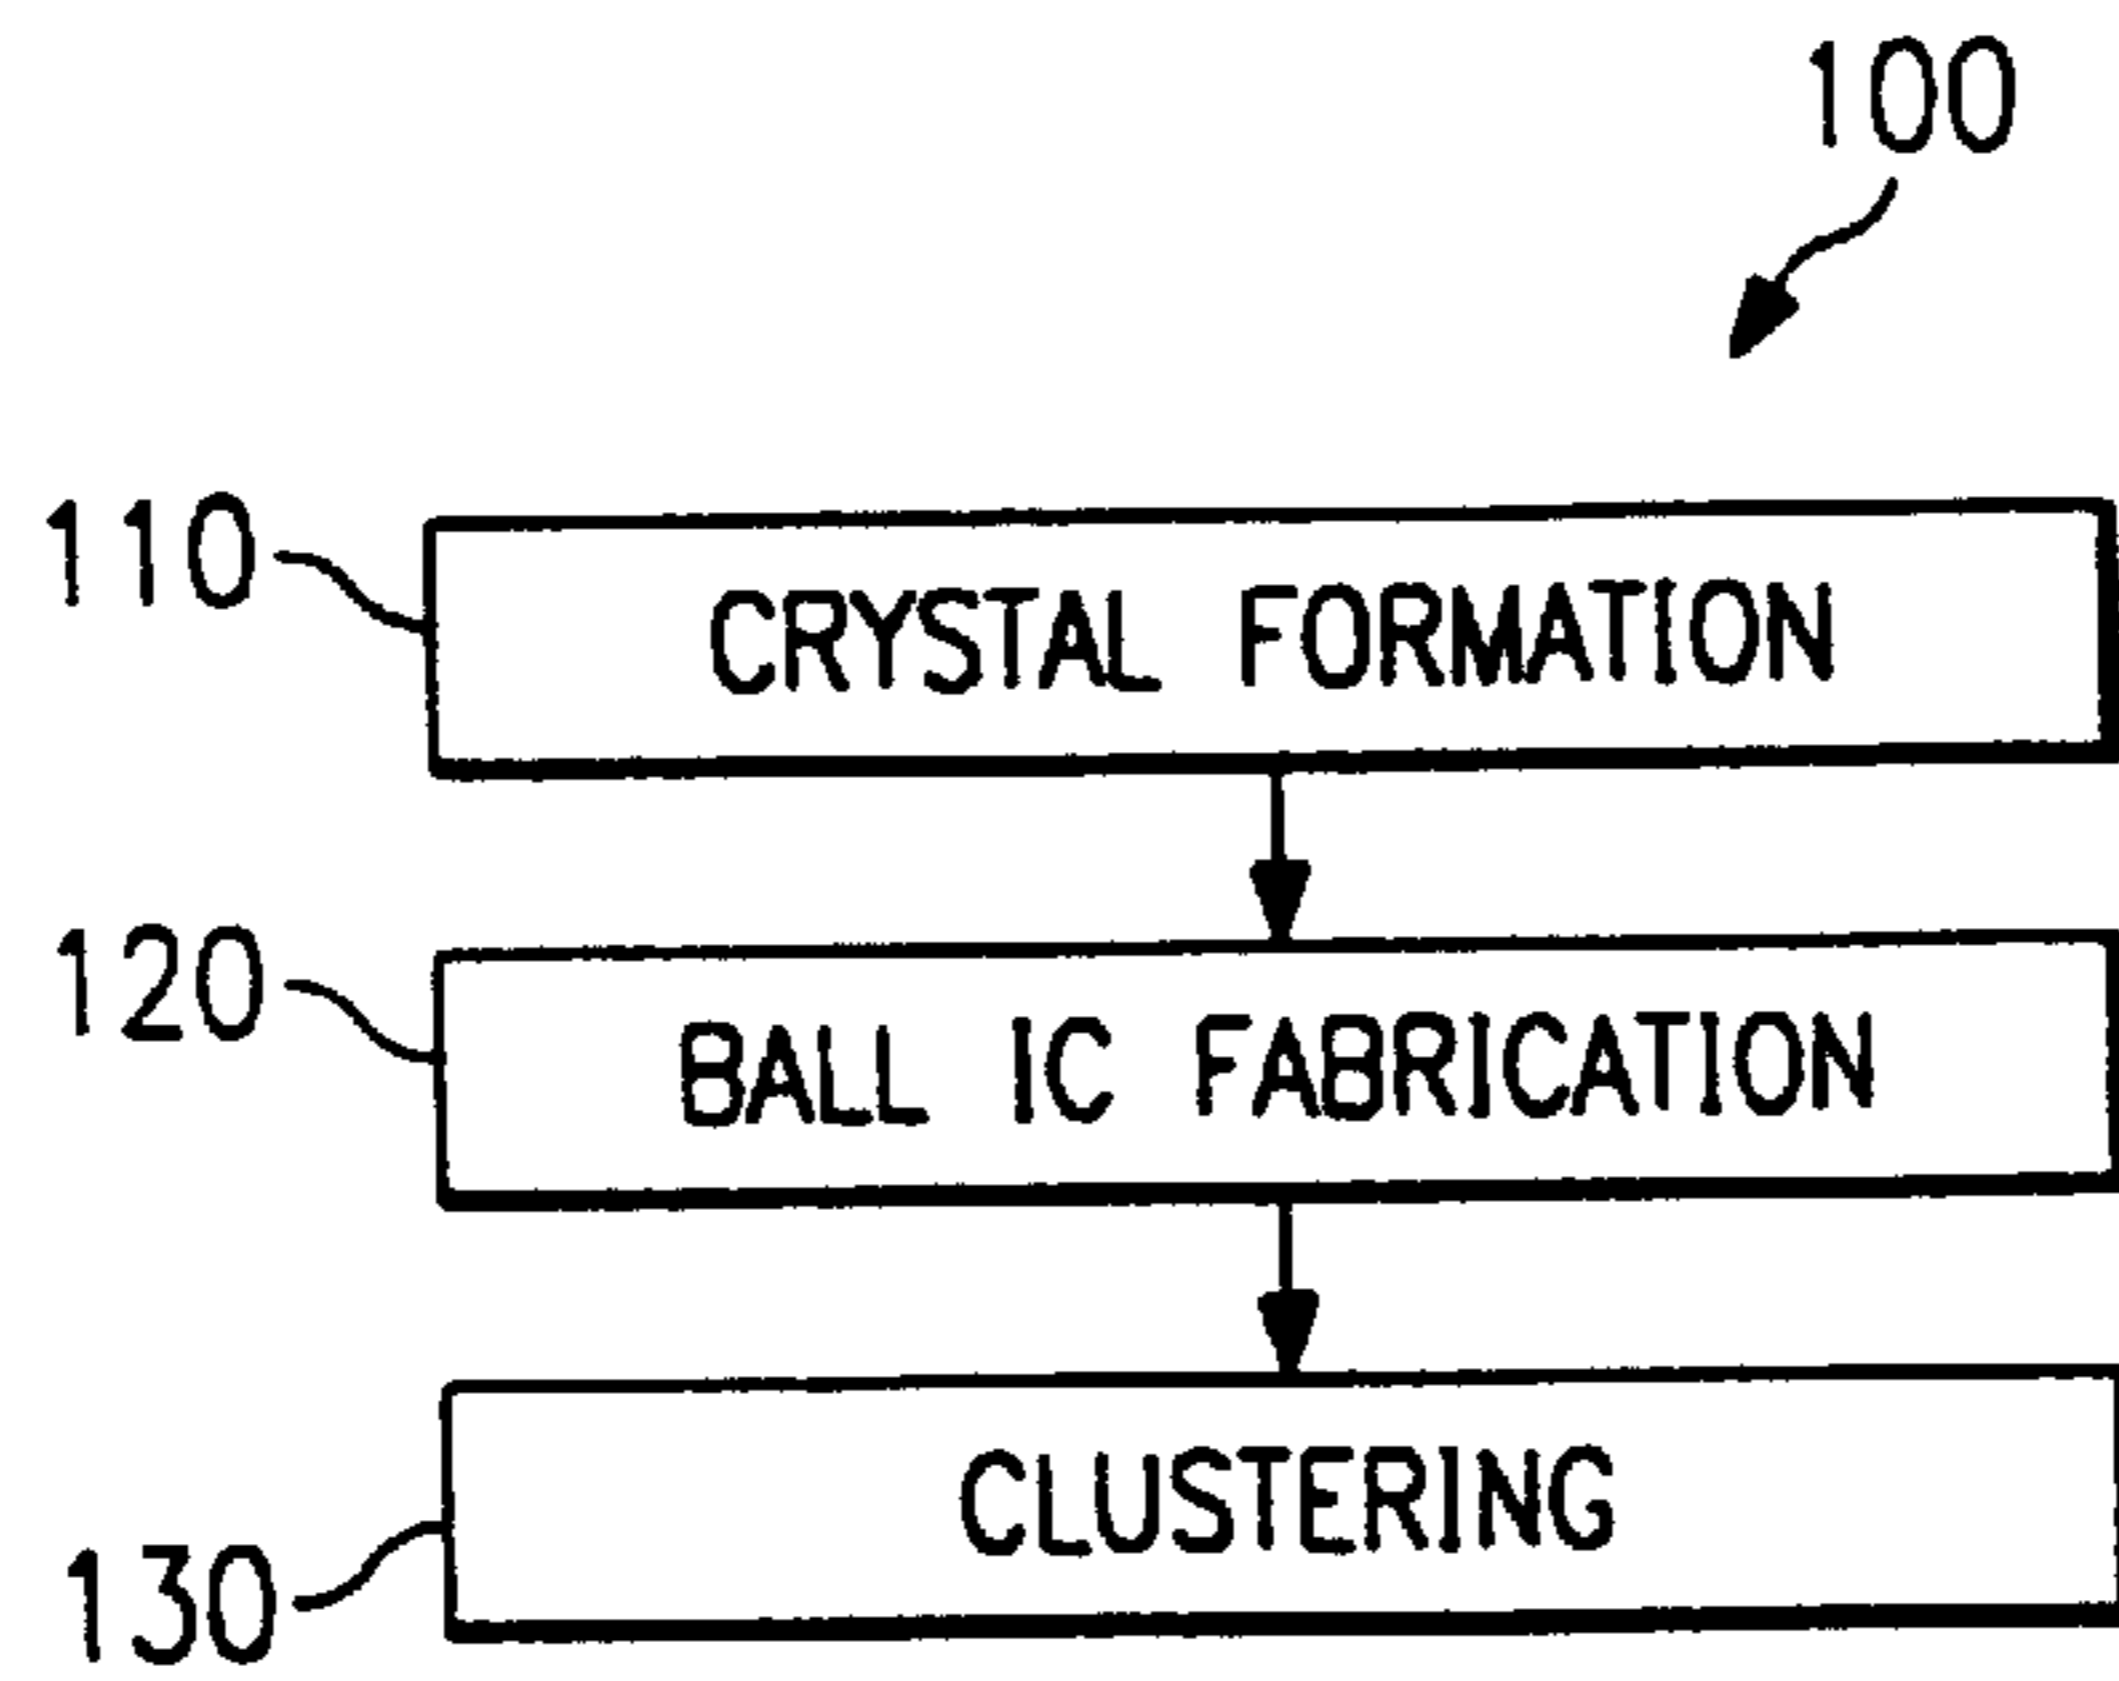 100
110
CRYSTAL FORMATION
120
BALL IC FABRICATION
CLUSTERING
130